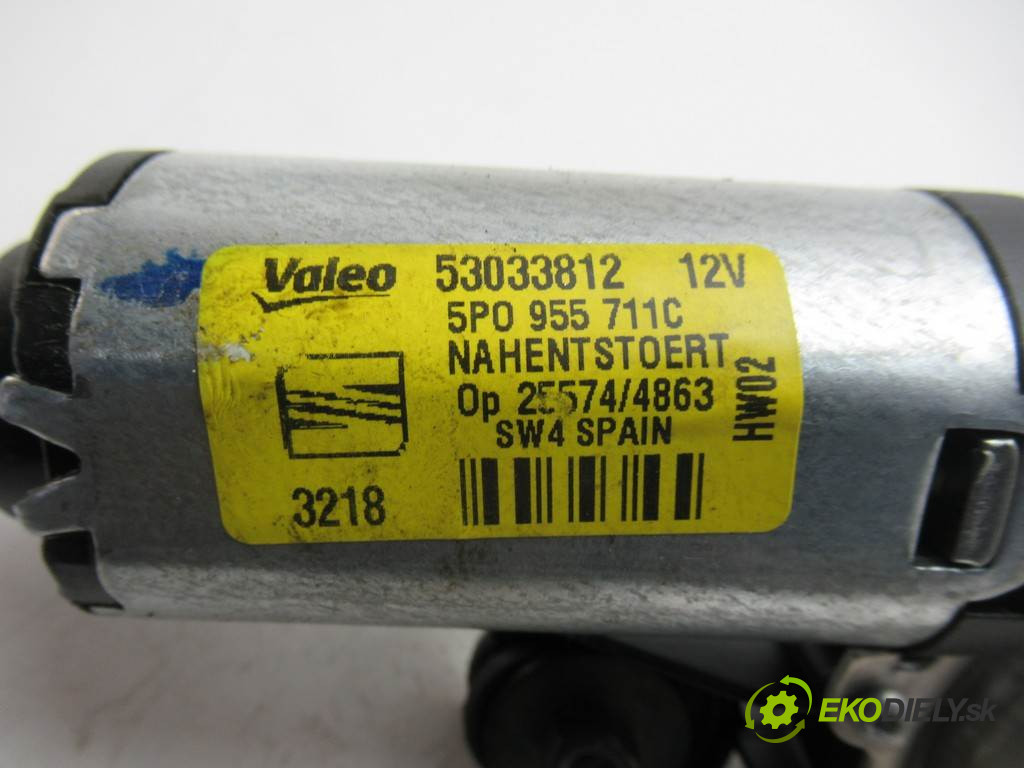 Valeo 53033812 12V
5P0 955 711C
NAHENTSTOERT
Op 25574/4863
SW4 SPAIN
HW02
3218
EKODIELY.sk